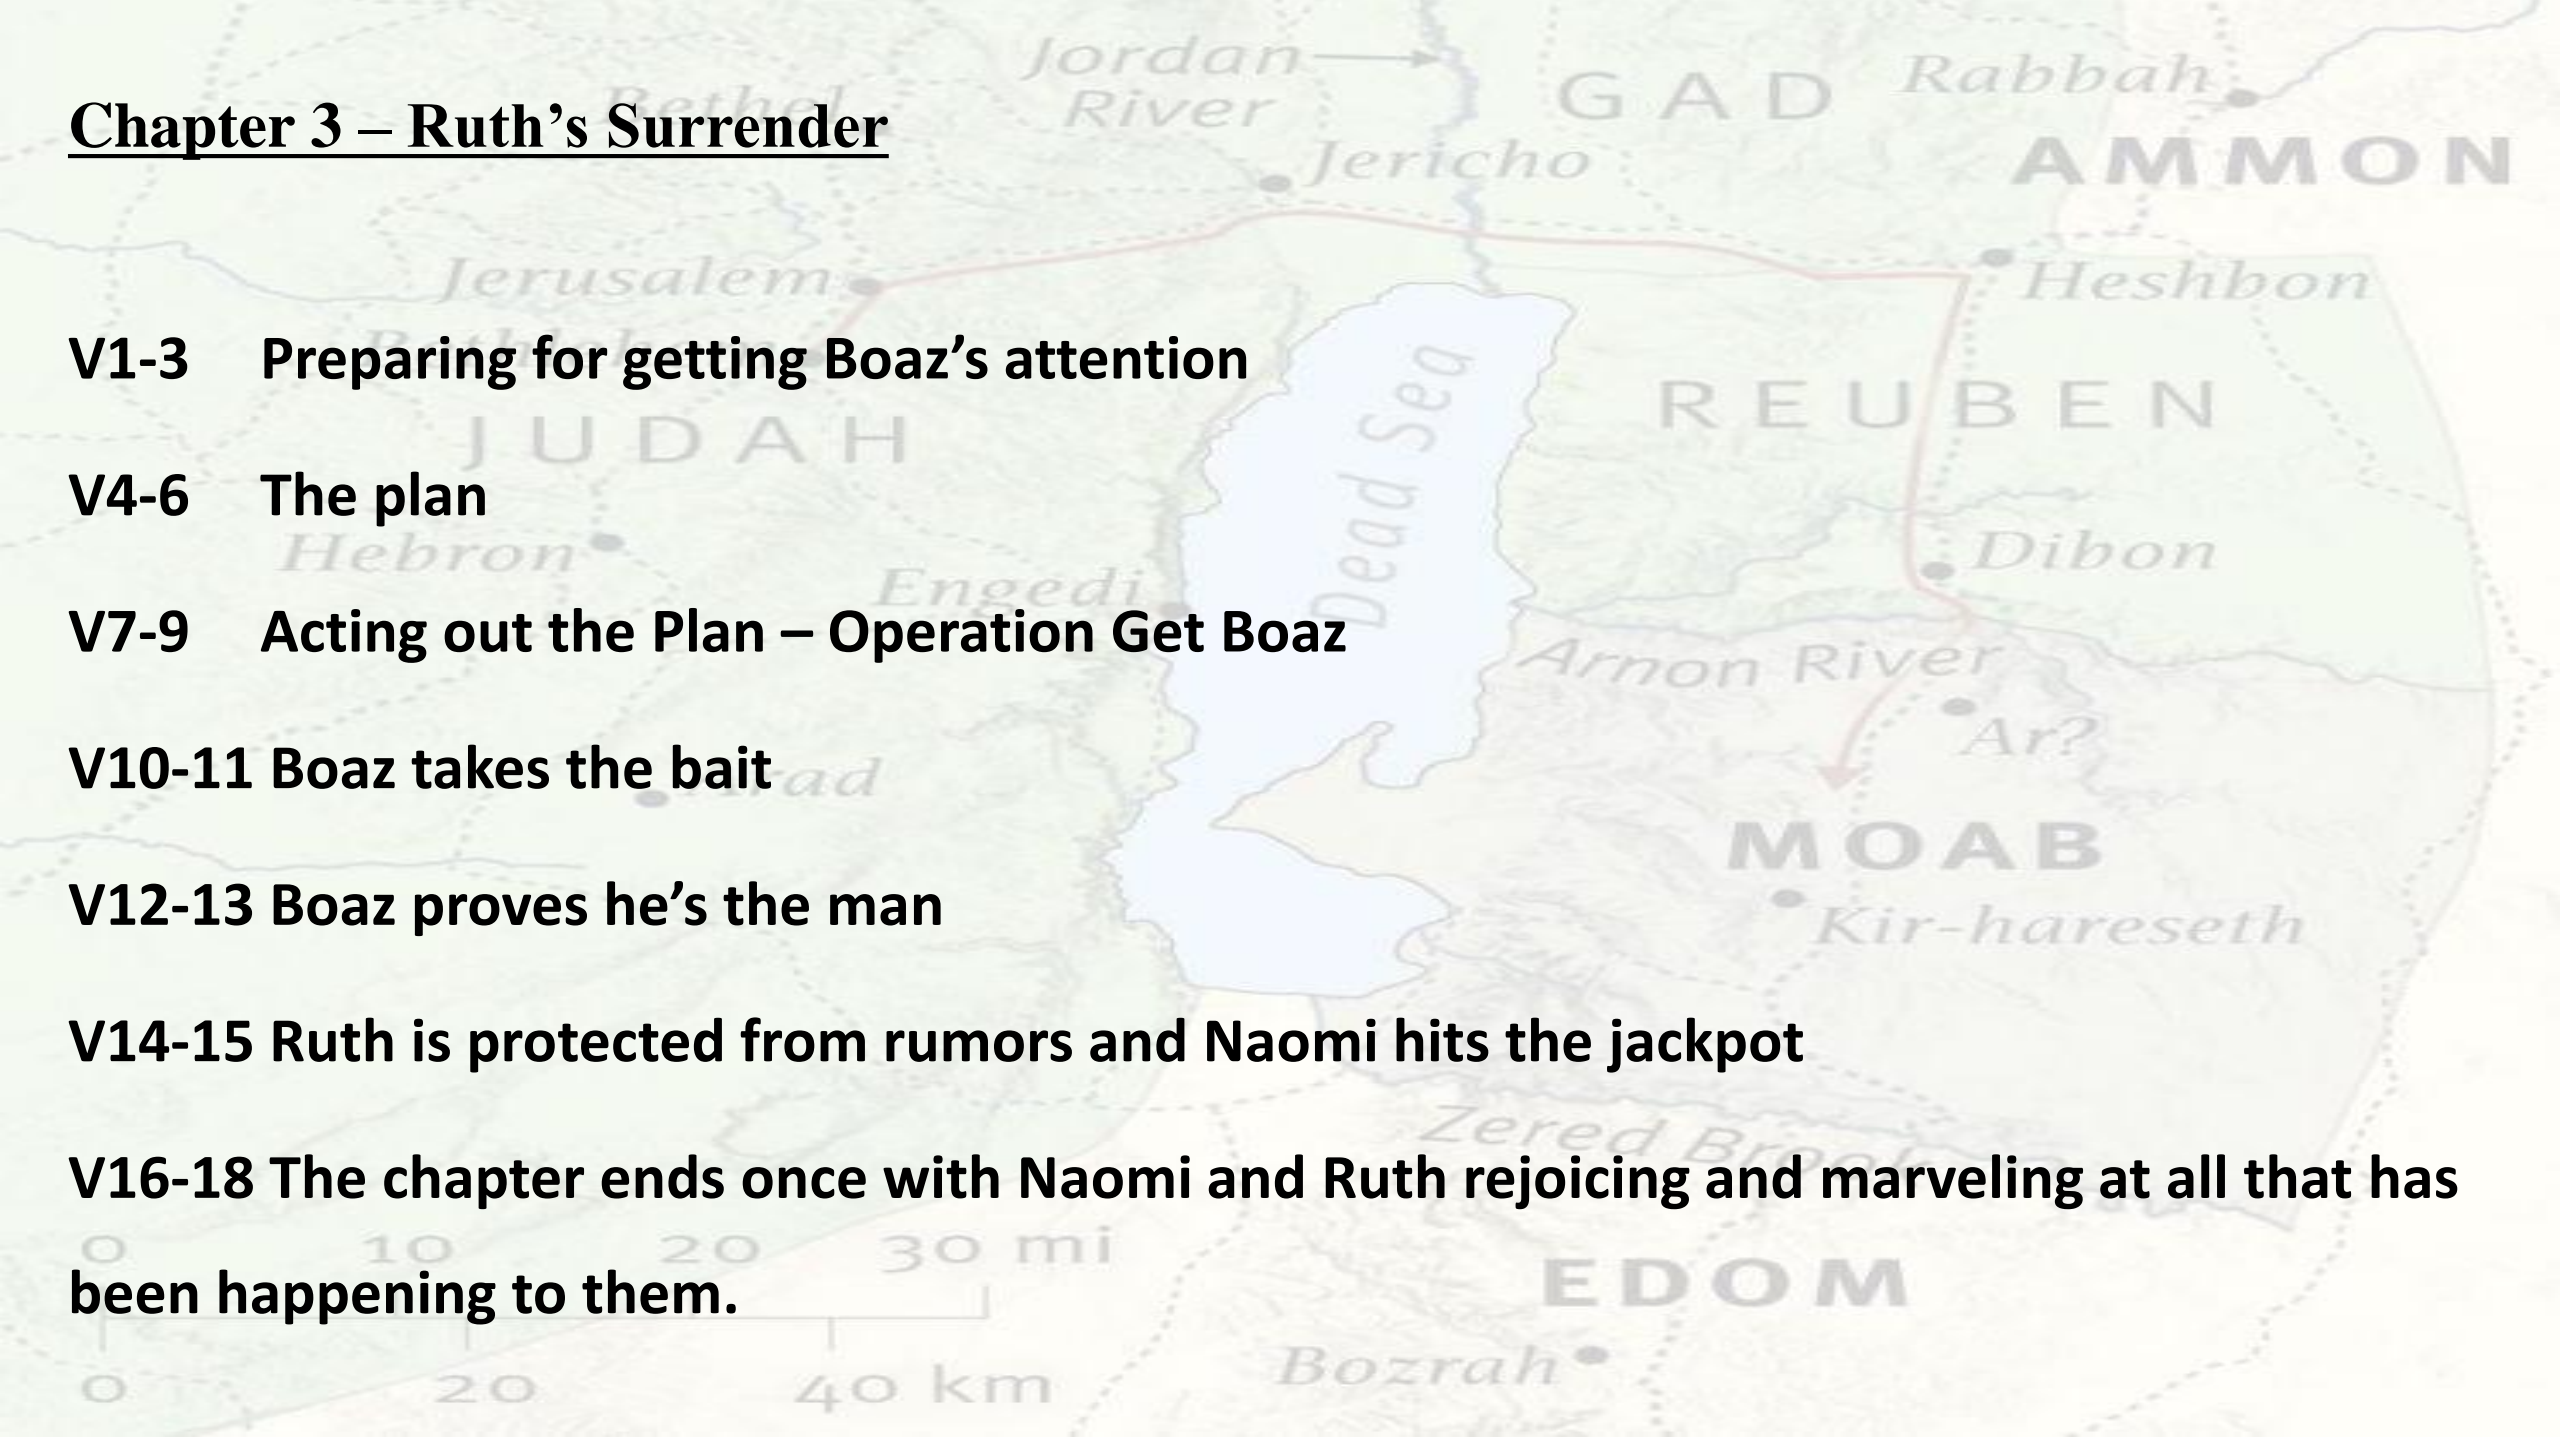 Chapter 3 – Ruth’s Surrender
V1-3 Preparing for getting Boaz’s attention
V4-6 The plan
V7-9 Acting out the Plan – Operation Get Boaz
V10-11 Boaz takes the bait
V12-13 Boaz proves he’s the man
V14-15 Ruth is protected from rumors and Naomi hits the jackpot
V16-18 The chapter ends once with Naomi and Ruth rejoicing and marveling at all that has
been happening to them.
Bethel
Jordan
River
GAD
Rabbah
AMMON
Jericho
Jerusalem
Heshbon
JUDAH
Dead Sea
REUBEN
Hebron
Engedi
Dibon
Arnon River
Ar?
MOAB
Kir-hareseth
Zered Brook
0 10 20 30 mi
EDOM
Bozrah
0 20 40 km